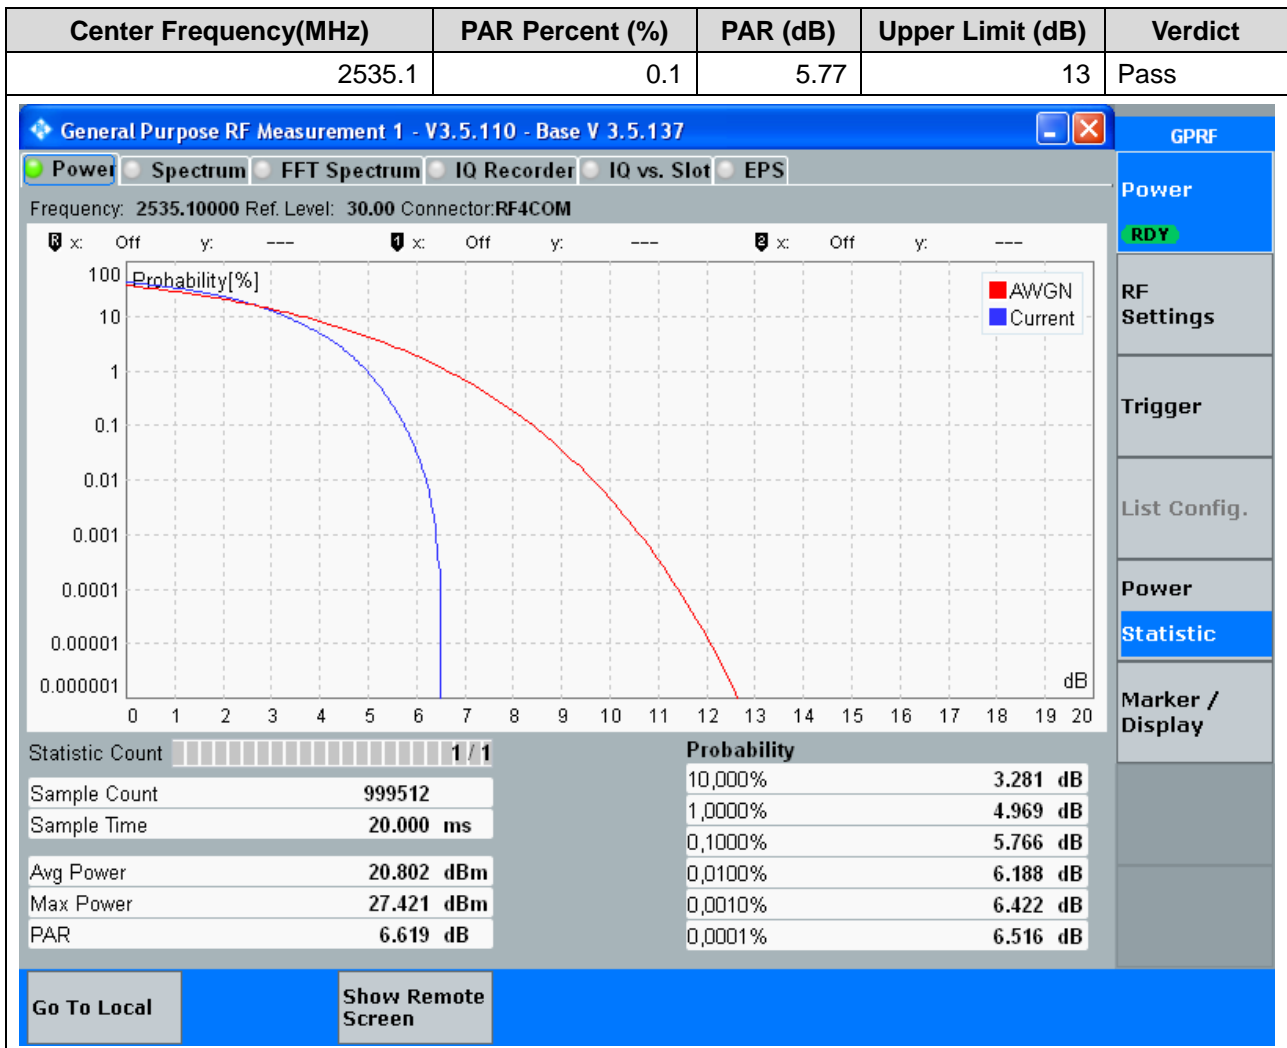 Center Frequency(MHz) PAR Percent (%) PAR (dB) Upper Limit (dB) Verdict
2535.1 0.1 5.77 13 Pass
General Purpose RF Measurement 1 - V3.5.110 - Base V 3.5.137
GPRF
Power Spectrum FFT Spectrum IQ Recorder IQ vs. Slot EPS
Frequency: 2535.10000 Ref. Level: 30.00 Connector:RF4COM
R x: Off y: --- 1 x: Off y: --- 2 x: Off y: ---
Probability[%]
AWGN
Current
100
10
1
0.1
0.01
0.001
0.0001
0.00001
0.000001
dB
0 1 2 3 4 5 6 7 8 9 10 11 12 13 14 15 16 17 18 19 20
Statistic Count 1 / 1
Sample Count 999512
Sample Time 20.000 ms
Avg Power 20.802 dBm
Max Power 27.421 dBm
PAR 6.619 dB
Probability
10,000% 3.281 dB
1,0000% 4.969 dB
0,1000% 5.766 dB
0,0100% 6.188 dB
0,0010% 6.422 dB
0,0001% 6.516 dB
Power
RDY
RF
Settings
Trigger
List Config.
Power
Statistic
Marker /
Display
Go To Local
Show Remote
Screen